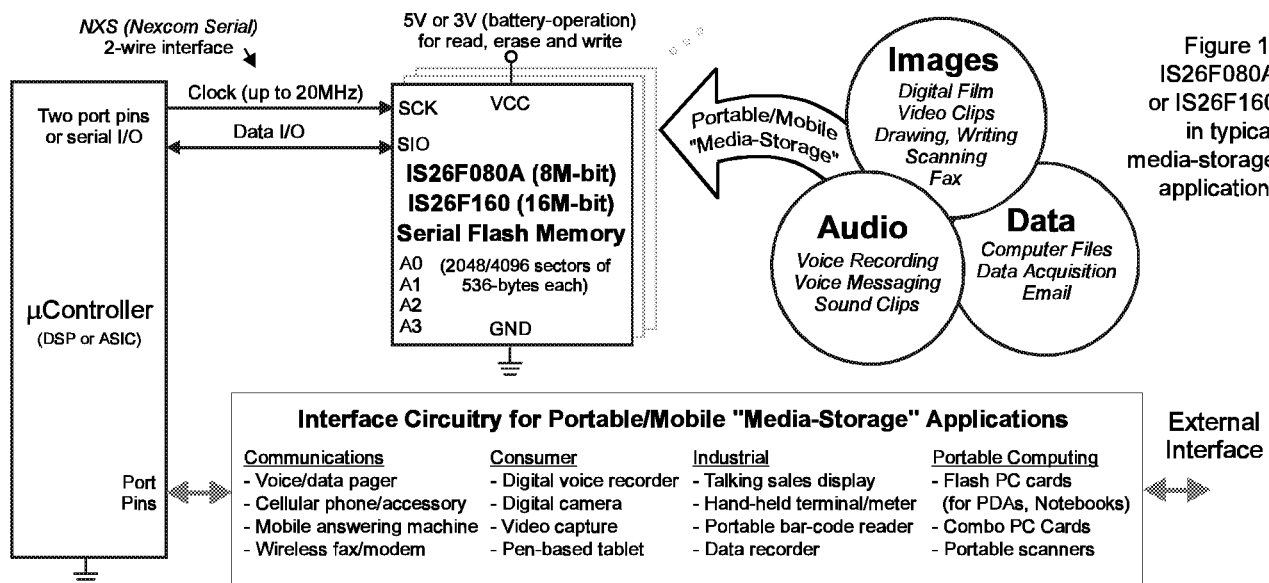 NXS (Nexcom Serial)
2-wire interface
5V or 3V (battery-operation)
for read, erase and write
Clock (up to 20MHz)
Two port pins
or serial I/O
Data I/O
SCK
VCC
SIO
IS26F080A (8M-bit)
IS26F160 (16M-bit)
Serial Flash Memory
(2048/4096 sectors of
536-bytes each)
A0
A1
A2
A3
GND
µController
(DSP or ASIC)
Port
Pins
Portable/Mobile
"Media-Storage"
Images
Digital Film
Video Clips
Drawing, Writing
Scanning
Fax
Audio
Voice Recording
Voice Messaging
Sound Clips
Data
Computer Files
Data Acquisition
Email
Figure 1
IS26F080A
or IS26F160
in typica
media-storage
application
Interface Circuitry for Portable/Mobile "Media-Storage" Applications
Communications
- Voice/data pager
- Cellular phone/accessory
- Mobile answering machine
- Wireless fax/modem
Consumer
- Digital voice recorder
- Digital camera
- Video capture
- Pen-based tablet
Industrial
- Talking sales display
- Hand-held terminal/meter
- Portable bar-code reader
- Data recorder
Portable Computing
- Flash PC cards
(for PDAs, Notebooks)
- Combo PC Cards
- Portable scanners
External
Interface